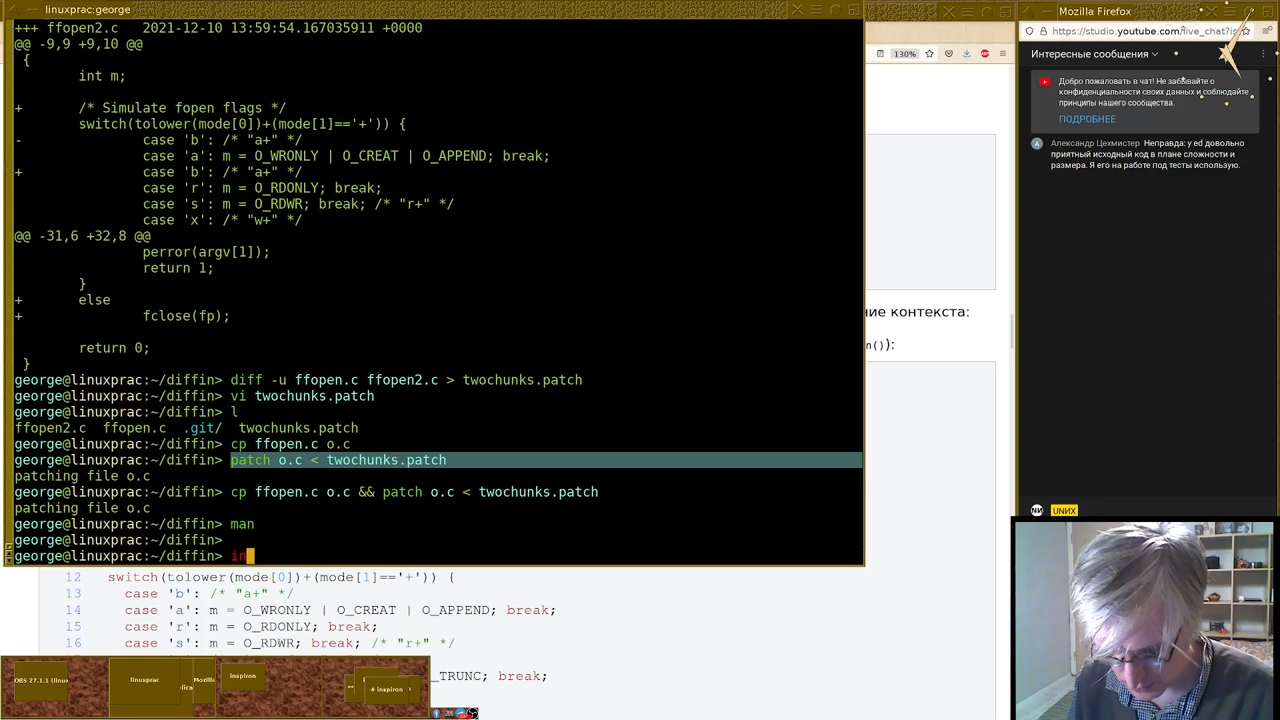 linuxprac:george
+++ ffopen2.c   2021-12-10 13:59:54.167035911 +0000
@@ -9,9 +9,10 @@
 {
        int m;

+       /* Simulate fopen flags */
        switch(tolower(mode[0])+(mode[1]=='+')) {
-               case 'b': /* "a+" */
                case 'a': m = O_WRONLY | O_CREAT | O_APPEND; break;
+               case 'b': /* "a+" */
                case 'r': m = O_RDONLY; break;
                case 's': m = O_RDWR; break; /* "r+" */
                case 'x': /* "w+" */
@@ -31,6 +32,8 @@
                perror(argv[1]);
                return 1;
        }
+       else
+               fclose(fp);

        return 0;
 }
george@linuxprac:~/diffin> diff -u ffopen.c ffopen2.c > twochunks.patch
george@linuxprac:~/diffin> vi twochunks.patch
george@linuxprac:~/diffin> l
ffopen2.c  ffopen.c  .git/  twochunks.patch
george@linuxprac:~/diffin> cp ffopen.c o.c
george@linuxprac:~/diffin> patch o.c < twochunks.patch
patching file o.c
george@linuxprac:~/diffin> cp ffopen.c o.c && patch o.c < twochunks.patch
patching file o.c
george@linuxprac:~/diffin> man
george@linuxprac:~/diffin>
george@linuxprac:~/diffin> in
130%
ние контекста:
n()):
12 switch(tolower(mode[0])+(mode[1]=='+')) {
13 case 'b': /* "a+" */
14 case 'a': m = O_WRONLY | O_CREAT | O_APPEND; break;
15 case 'r': m = O_RDONLY; break;
16 case 's': m = O_RDWR; break; /* "r+" */
_TRUNC; break;
Mozilla Firefox
https://studio.youtube.com/live_chat?is
Интересные сообщения
Добро пожаловать в чат! Не забывайте о
конфиденциальности своих данных и соблюдайте
принципы нашего сообщества.
ПОДРОБНЕЕ
Александр Цехмистер Неправда: у ed довольно
приятный исходный код в плане сложности и
размера. Я его на работе под тесты использую.
UNИX
OBS 27.1.1 (linux
linuxprac
Mozilla
inspiron
# inspiron